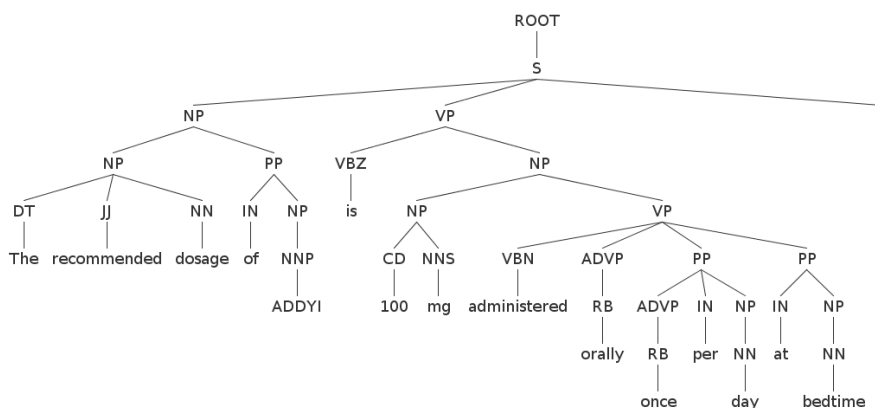 ROOT
S
NP VP
NP PP VBZ NP
DT JJ NN IN NP is NP VP
The recommended dosage of NNP CD NNS VBN ADVP PP PP
ADDYI 100 mg administered RB ADVP IN NP IN NP
orally RB per NN at NN
once day bedtime